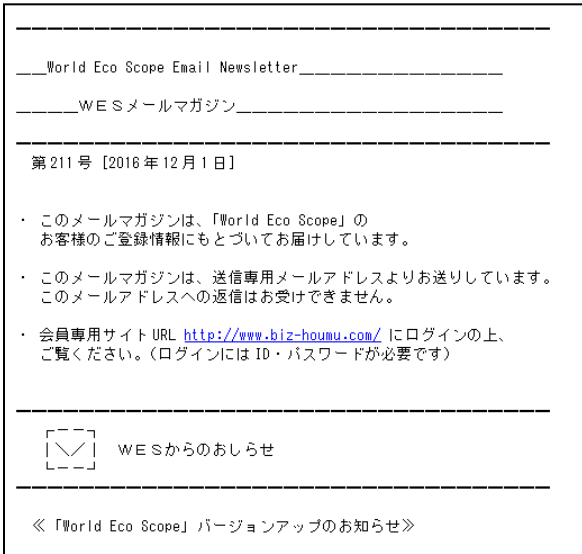 __World Eco Scope Email Newsletter____________________
_____ＷＥＳメールマガジン__________________________
第211号 [2016年12月1日]
・ このメールマガジンは、「World Eco Scope」の
お客様のご登録情報にもとづいてお届けしています。
・ このメールマガジンは、送信専用メールアドレスよりお送りしています。
このメールアドレスへの返信はお受けできません。
・ 会員専用サイトURL http://www.biz-houmu.com/ にログインの上、
ご覧ください。（ログインにはID・パスワードが必要です）
ＷＥＳからのおしらせ
≪「World Eco Scope」バージョンアップのお知らせ≫